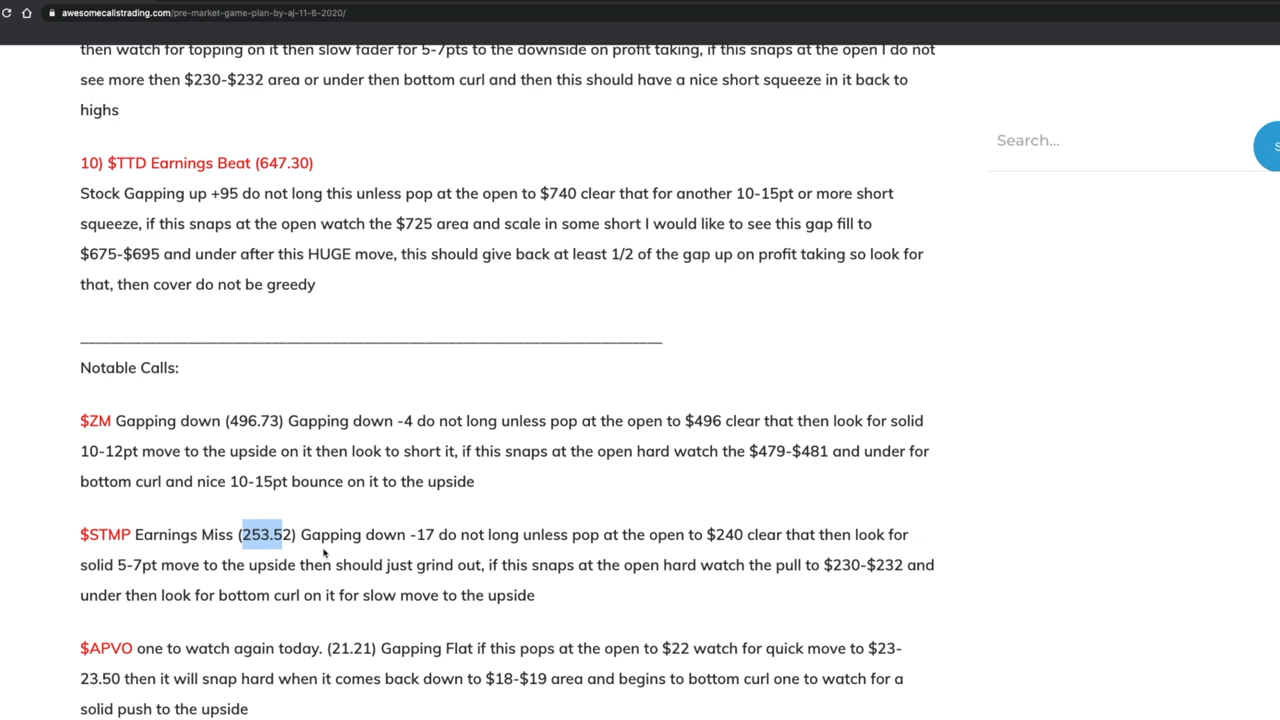 awesomecallstrading.com/pre-market-game-plan-by-aj-11-6-2020/
then watch for topping on it then slow fader for 5-7pts to the downside on profit taking, if this snaps at the open I do not
see more then $230-$232 area or under then bottom curl and then this should have a nice short squeeze in it back to
highs
Search...
S
10) $TTD Earnings Beat (647.30)
Stock Gapping up +95 do not long this unless pop at the open to $740 clear that for another 10-15pt or more short
squeeze, if this snaps at the open watch the $725 area and scale in some short I would like to see this gap fill to
$675-$695 and under after this HUGE move, this should give back at least 1/2 of the gap up on profit taking so look for
that, then cover do not be greedy
Notable Calls:
$ZM Gapping down (496.73) Gapping down -4 do not long unless pop at the open to $496 clear that then look for solid
10-12pt move to the upside on it then look to short it, if this snaps at the open hard watch the $479-$481 and under for
bottom curl and nice 10-15pt bounce on it to the upside
$STMP Earnings Miss (253.52) Gapping down -17 do not long unless pop at the open to $240 clear that then look for
solid 5-7pt move to the upside then should just grind out, if this snaps at the open hard watch the pull to $230-$232 and
under then look for bottom curl on it for slow move to the upside
$APVO one to watch again today. (21.21) Gapping Flat if this pops at the open to $22 watch for quick move to $23-
23.50 then it will snap hard when it comes back down to $18-$19 area and begins to bottom curl one to watch for a
solid push to the upside